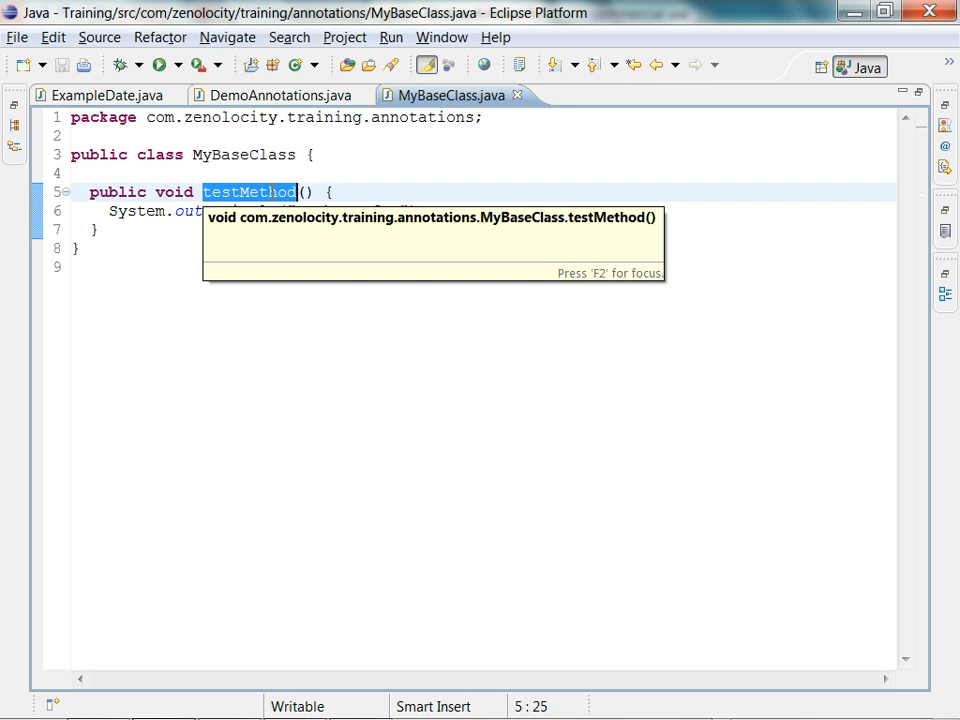 Java - Training/src/com/zenolocity/training/annotations/MyBaseClass.java - Eclipse Platform
File Edit Source Refactor Navigate Search Project Run Window Help
Java
ExampleDate.java DemoAnnotations.java MyBaseClass.java
1 package com.zenolocity.training.annotations;
2
3 public class MyBaseClass {
4
5 public void testMethod() {
6 System.out
void com.zenolocity.training.annotations.MyBaseClass.testMethod()
7 }
8 }
9
Press 'F2' for focus.
Writable Smart Insert 5 : 25